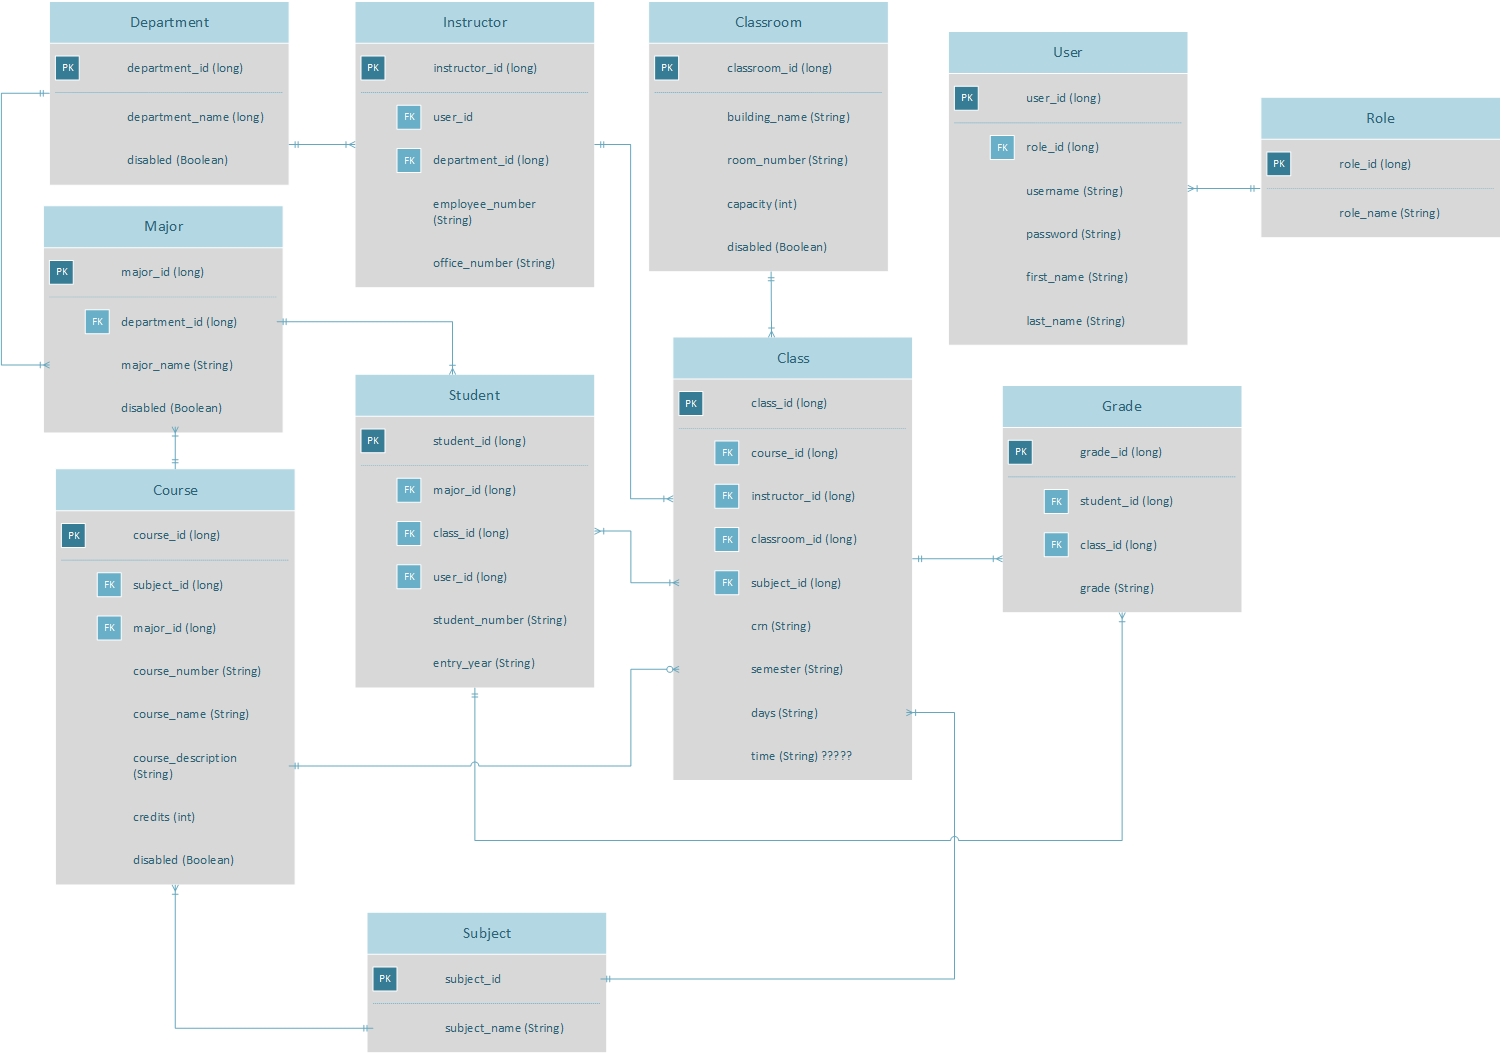 Department
PK department_id (long)
department_name (long)
disabled (Boolean)
Instructor
PK instructor_id (long)
FK user_id
FK department_id (long)
employee_number
(String)
office_number (String)
Classroom
PK classroom_id (long)
building_name (String)
room_number (String)
capacity (int)
disabled (Boolean)
User
PK user_id (long)
FK role_id (long)
username (String)
password (String)
first_name (String)
last_name (String)
Role
PK role_id (long)
role_name (String)
Major
PK major_id (long)
FK department_id (long)
major_name (String)
disabled (Boolean)
Student
PK student_id (long)
FK major_id (long)
FK class_id (long)
FK user_id (long)
student_number (String)
entry_year (String)
Class
PK class_id (long)
FK course_id (long)
FK instructor_id (long)
FK classroom_id (long)
FK subject_id (long)
crn (String)
semester (String)
days (String)
time (String) ?????
Grade
PK grade_id (long)
FK student_id (long)
FK class_id (long)
grade (String)
Course
PK course_id (long)
FK subject_id (long)
FK major_id (long)
course_number (String)
course_name (String)
course_description
(String)
credits (int)
disabled (Boolean)
Subject
PK subject_id
subject_name (String)